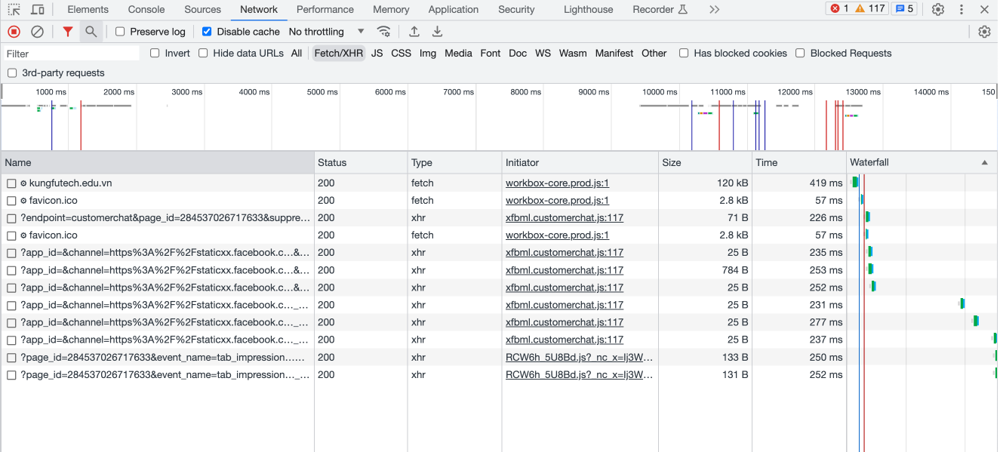 Elements Console Sources Network Performance Memory Application Security Lighthouse Recorder 1 117 5
Preserve log Disable cache No throttling
Filter Invert Hide data URLs All Fetch/XHR JS CSS Img Media Font Doc WS Wasm Manifest Other Has blocked cookies Blocked Requests
3rd-party requests
1000 ms 2000 ms 3000 ms 4000 ms 5000 ms 6000 ms 7000 ms 8000 ms 9000 ms 10000 ms 11000 ms 12000 ms 13000 ms 14000 ms 150
Name Status Type Initiator Size Time Waterfall
kungfutech.edu.vn 200 fetch workbox-core.prod.js:1 120 kB 419 ms
favicon.ico 200 fetch workbox-core.prod.js:1 2.8 kB 57 ms
?endpoint=customerchat&page_id=284537026717633&suppre… 200 xhr xfbml.customerchat.js:117 71 B 226 ms
favicon.ico 200 fetch workbox-core.prod.js:1 2.8 kB 57 ms
?app_id=&channel=https%3A%2F%2Fstaticxx.facebook.c…&… 200 xhr xfbml.customerchat.js:117 25 B 235 ms
?app_id=&channel=https%3A%2F%2Fstaticxx.facebook.c…&… 200 xhr xfbml.customerchat.js:117 784 B 253 ms
?app_id=&channel=https%3A%2F%2Fstaticxx.facebook.c…&… 200 xhr xfbml.customerchat.js:117 25 B 252 ms
?app_id=&channel=https%3A%2F%2Fstaticxx.facebook.c…_… 200 xhr xfbml.customerchat.js:117 25 B 231 ms
?app_id=&channel=https%3A%2F%2Fstaticxx.facebook.c…_… 200 xhr xfbml.customerchat.js:117 25 B 277 ms
?app_id=&channel=https%3A%2F%2Fstaticxx.facebook.c…_… 200 xhr xfbml.customerchat.js:117 25 B 237 ms
?page_id=284537026717633&event_name=tab_impression…… 200 xhr RCW6h_5U8Bd.js?_nc_x=Ij3W… 133 B 250 ms
?page_id=284537026717633&event_name=tab_impression…_… 200 xhr RCW6h_5U8Bd.js?_nc_x=Ij3W… 131 B 252 ms